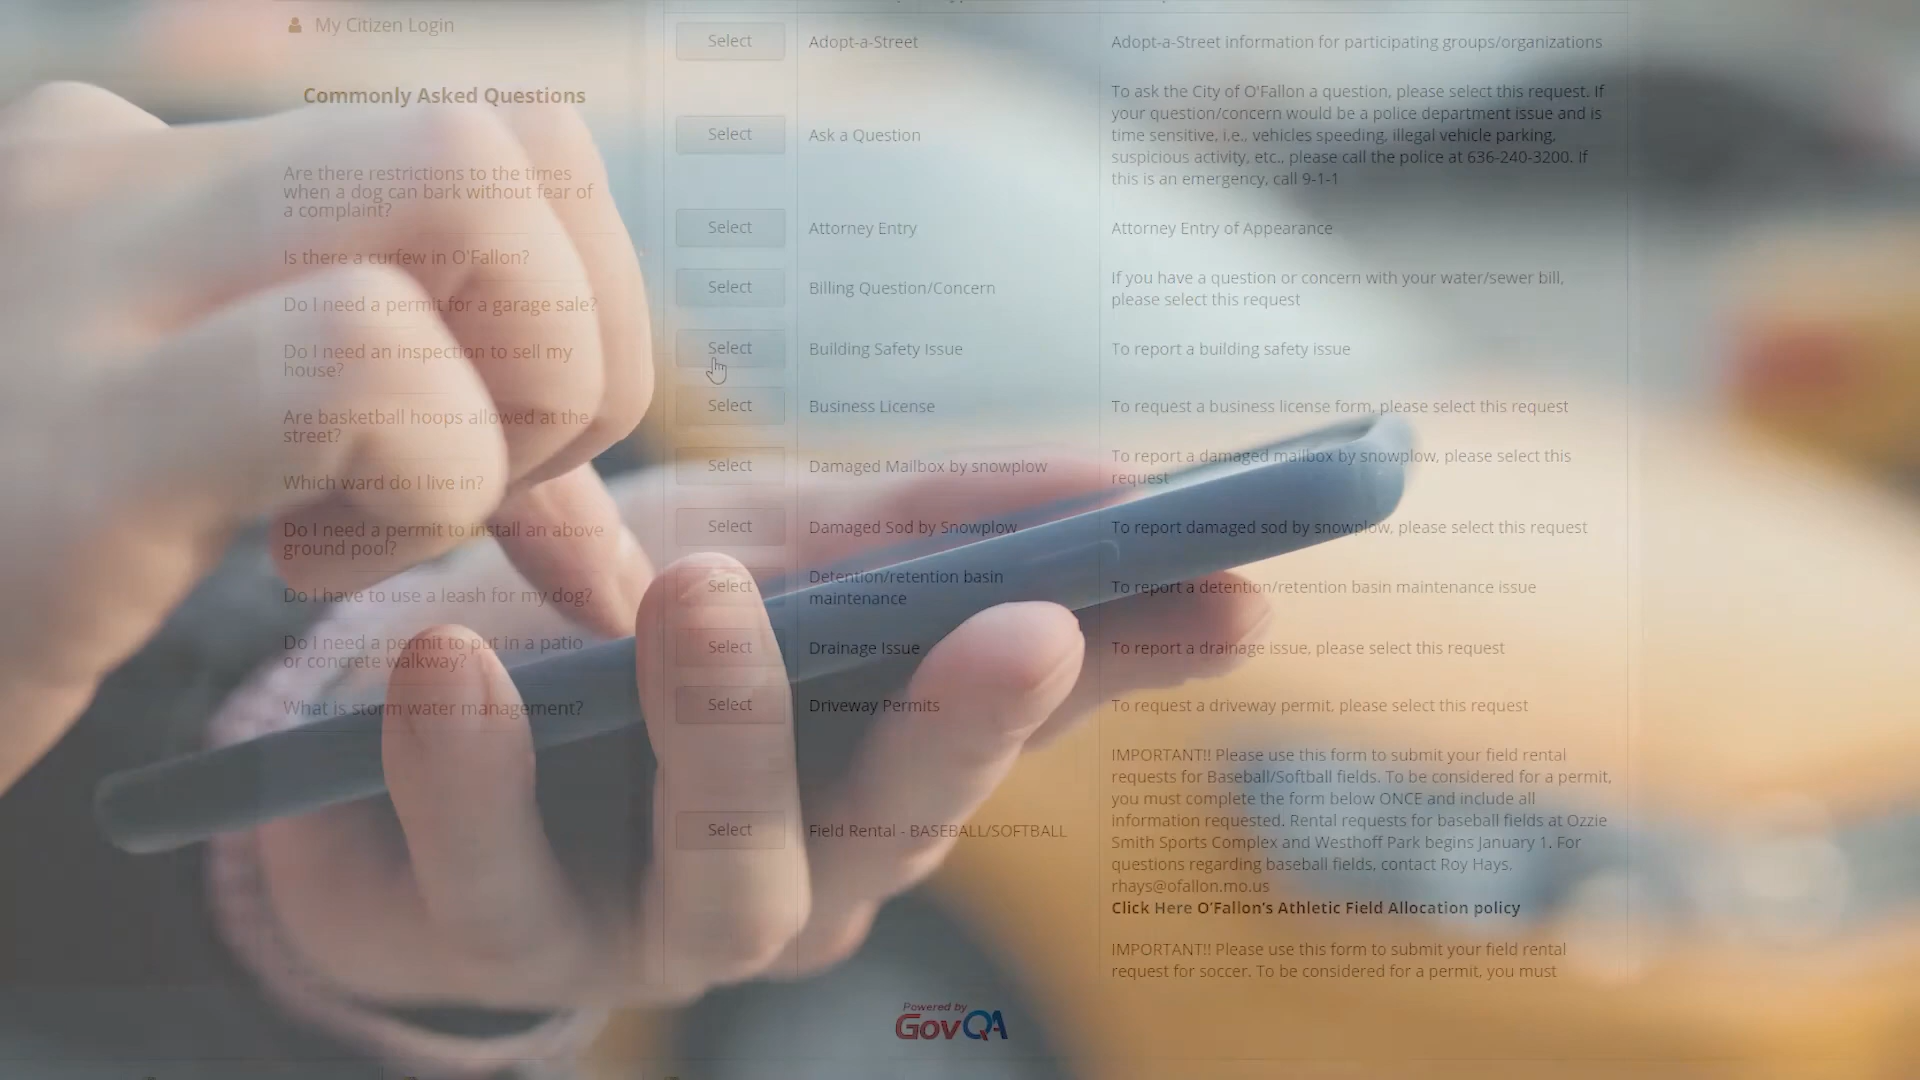 My Citizen Login
Commonly Asked Questions
Are there restrictions to the times
when a dog can bark without fear of
a complaint?
Is there a curfew in O'Fallon?
Do I need a permit for a garage sale?
Do I need an inspection to sell my
house?
Are basketball hoops allowed at the
street?
Which ward do I live in?
Do I need a permit to install an above
ground pool?
Do I have to use a leash for my dog?
Do I need a permit to put in a patio
or concrete walkway?
What is storm water management?
Select
Adopt-a-Street
Adopt-a-Street information for participating groups/organizations
Select
Ask a Question
To ask the City of O'Fallon a question, please select this request. If
your question/concern would be a police department issue and is
time sensitive, i.e., vehicles speeding, illegal vehicle parking,
suspicious activity, etc., please call the police at 636-240-3200. If
this is an emergency, call 9-1-1
Select
Attorney Entry
Attorney Entry of Appearance
Select
Billing Question/Concern
If you have a question or concern with your water/sewer bill,
please select this request
Select
Building Safety Issue
To report a building safety issue
Select
Business License
To request a business license form, please select this request
Select
Damaged Mailbox by snowplow
To report a damaged mailbox by snowplow, please select this
request
Select
Damaged Sod by Snowplow
To report damaged sod by snowplow, please select this request
Select
Detention/retention basin
maintenance
To report a detention/retention basin maintenance issue
Select
Drainage Issue
To report a drainage issue, please select this request
Select
Driveway Permits
To request a driveway permit, please select this request
Select
Field Rental - BASEBALL/SOFTBALL
IMPORTANT!! Please use this form to submit your field rental
requests for Baseball/Softball fields. To be considered for a permit,
you must complete the form below ONCE and include all
information requested. Rental requests for baseball fields at Ozzie
Smith Sports Complex and Westhoff Park begins January 1. For
questions regarding baseball fields, contact Roy Hays.
rhays@ofallon.mo.us
Click Here O'Fallon's Athletic Field Allocation policy
IMPORTANT!! Please use this form to submit your field rental
request for soccer. To be considered for a permit, you must
Powered by
GovQA